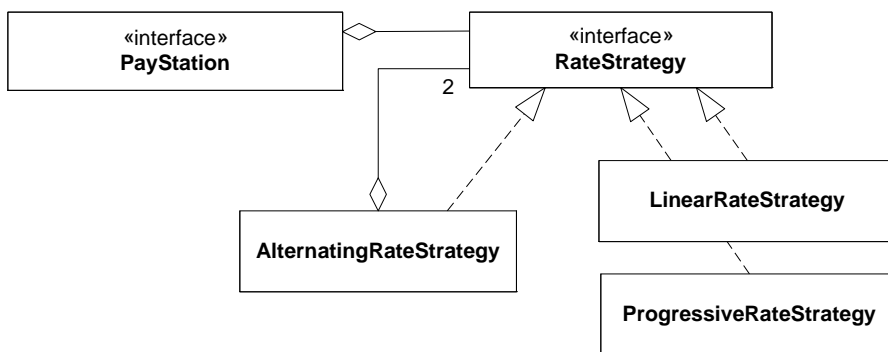 «interface»
PayStation
«interface»
RateStrategy
2
AlternatingRateStrategy
LinearRateStrategy
ProgressiveRateStrategy